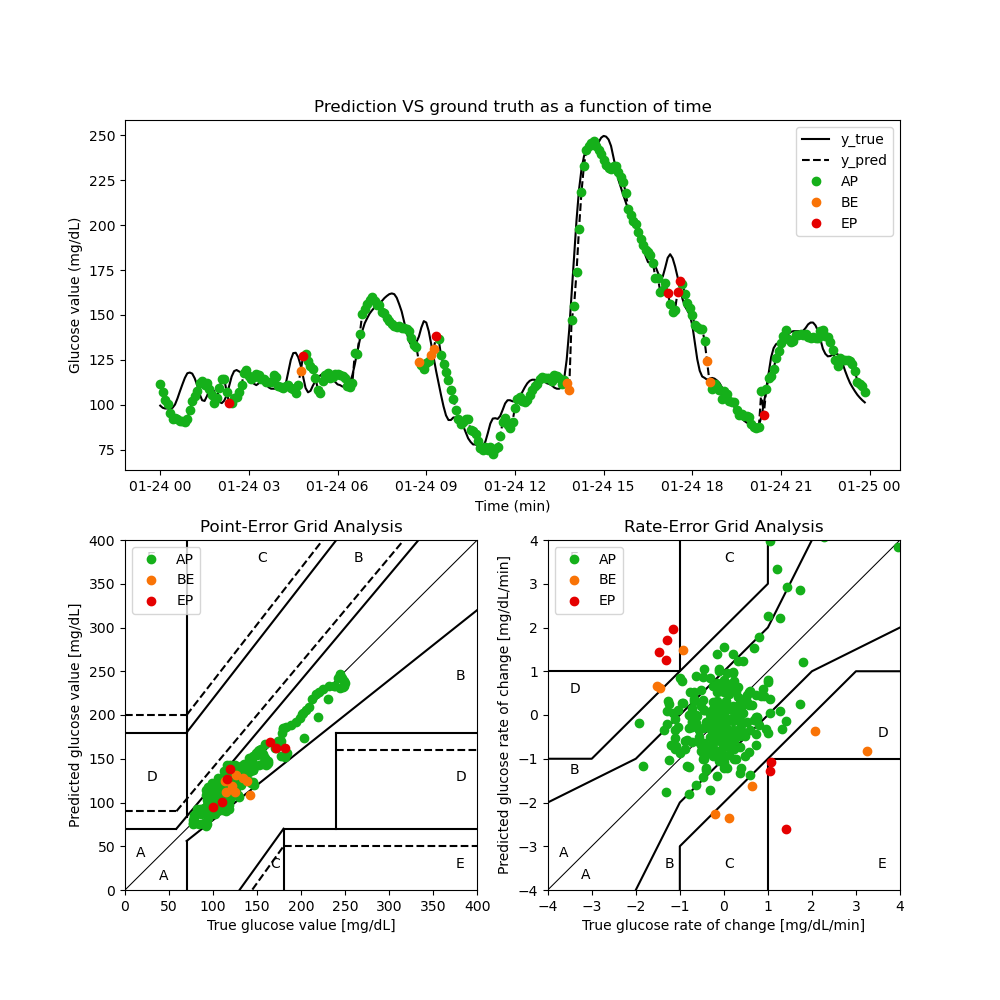 Prediction VS ground truth as a function of time
Glucose value (mg/dL)
250
225
200
175
150
125
100
75
y_true
y_pred
AP
BE
EP
01-24 00 01-24 03 01-24 06 01-24 09 01-24 12 01-24 15 01-24 18 01-24 21 01-25 00
Time (min)
Point-Error Grid Analysis
Predicted glucose value [mg/dL]
400
350
300
250
200
150
100
50
0
AP
BE
EP
C B
B
D D
A
A C E
0 50 100 150 200 250 300 350 400
True glucose value [mg/dL]
Rate-Error Grid Analysis
Predicted glucose rate of change [mg/dL/min]
4
3
2
1
0
−1
−2
−3
−4
AP
BE
EP
C
D
D
B
A
A B C E
−4 −3 −2 −1 0 1 2 3 4
True glucose rate of change [mg/dL/min]